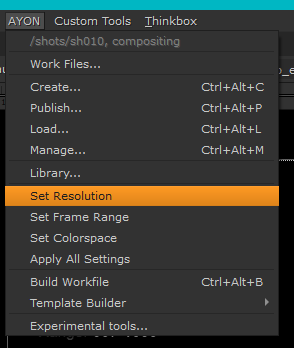 AYON Custom Tools Thinkbox
/shots/sh010, compositing
Work Files...
Create... Ctrl+Alt+C
Publish... Ctrl+Alt+P
Load... Ctrl+Alt+L
Manage... Ctrl+Alt+M
Library...
Set Resolution
Set Frame Range
Set Colorspace
Apply All Settings
Build Workfile Ctrl+Alt+B
Template Builder
Experimental tools...